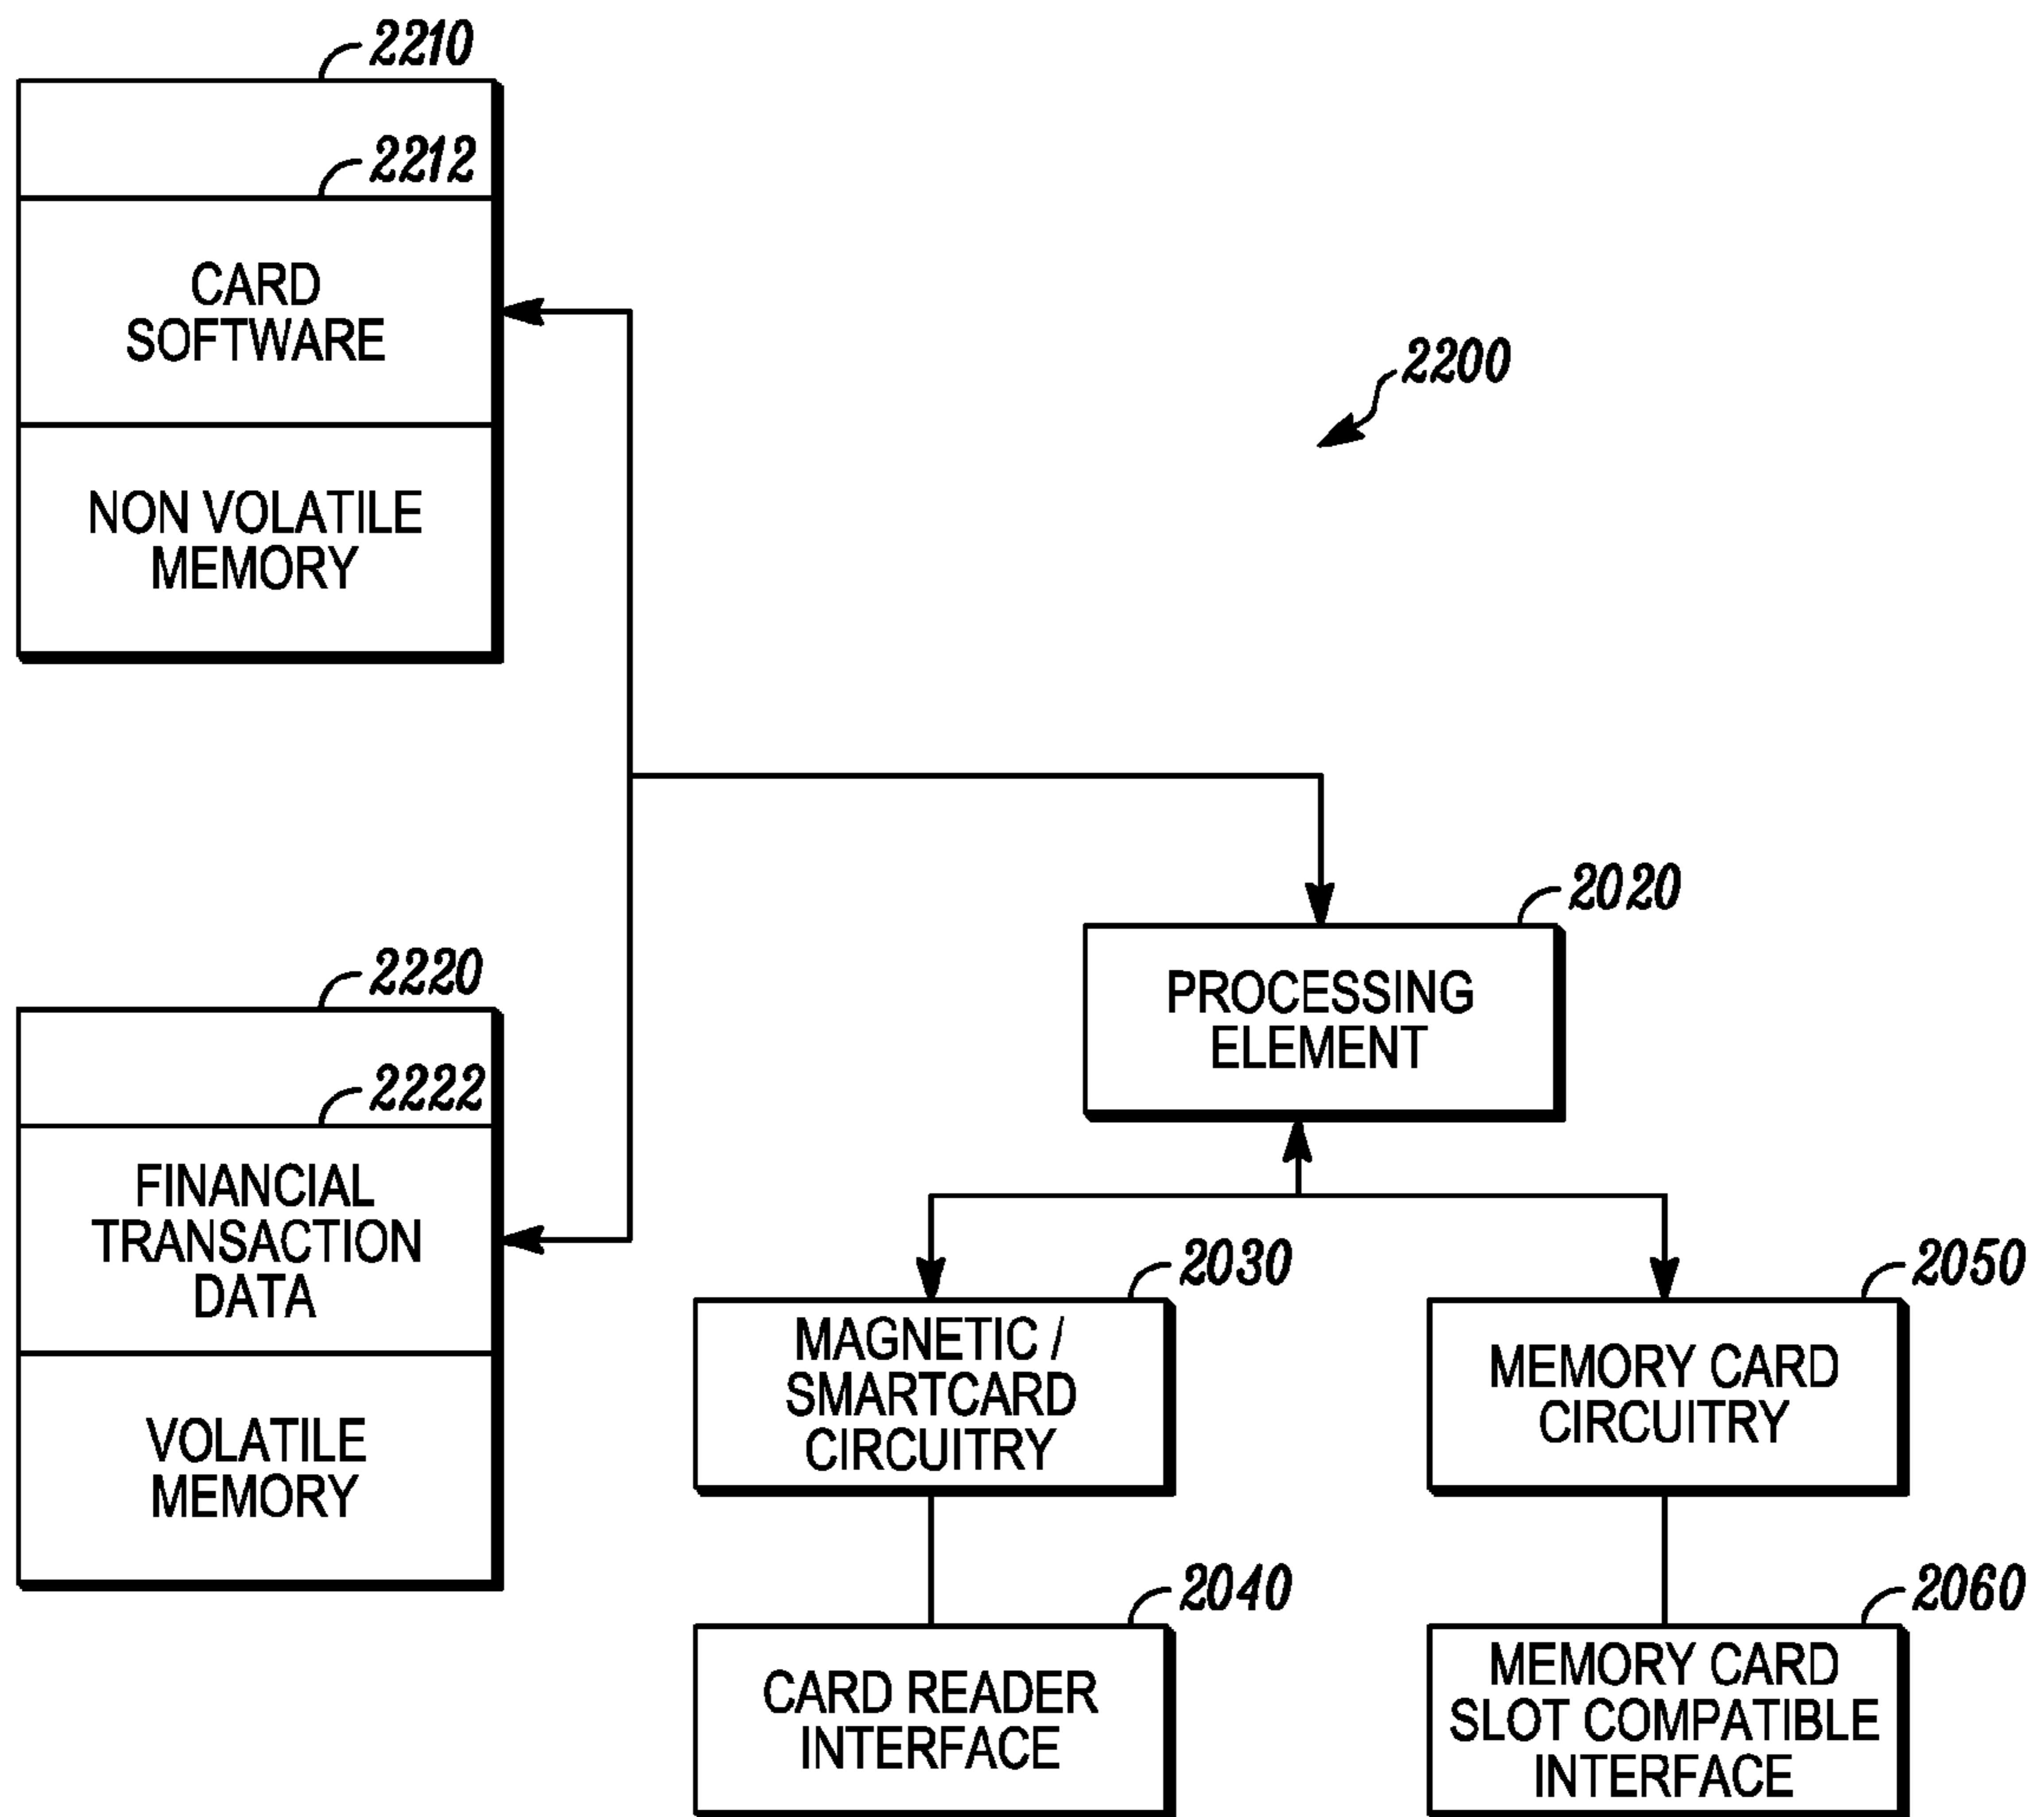 2210
2212
CARD
SOFTWARE
NON VOLATILE
MEMORY
2200
2020
PROCESSING
ELEMENT
2220
2222
FINANCIAL
TRANSACTION
DATA
VOLATILE
MEMORY
2030
MAGNETIC /
SMARTCARD
CIRCUITRY
2050
MEMORY CARD
CIRCUITRY
2040
CARD READER
INTERFACE
2060
MEMORY CARD
SLOT COMPATIBLE
INTERFACE